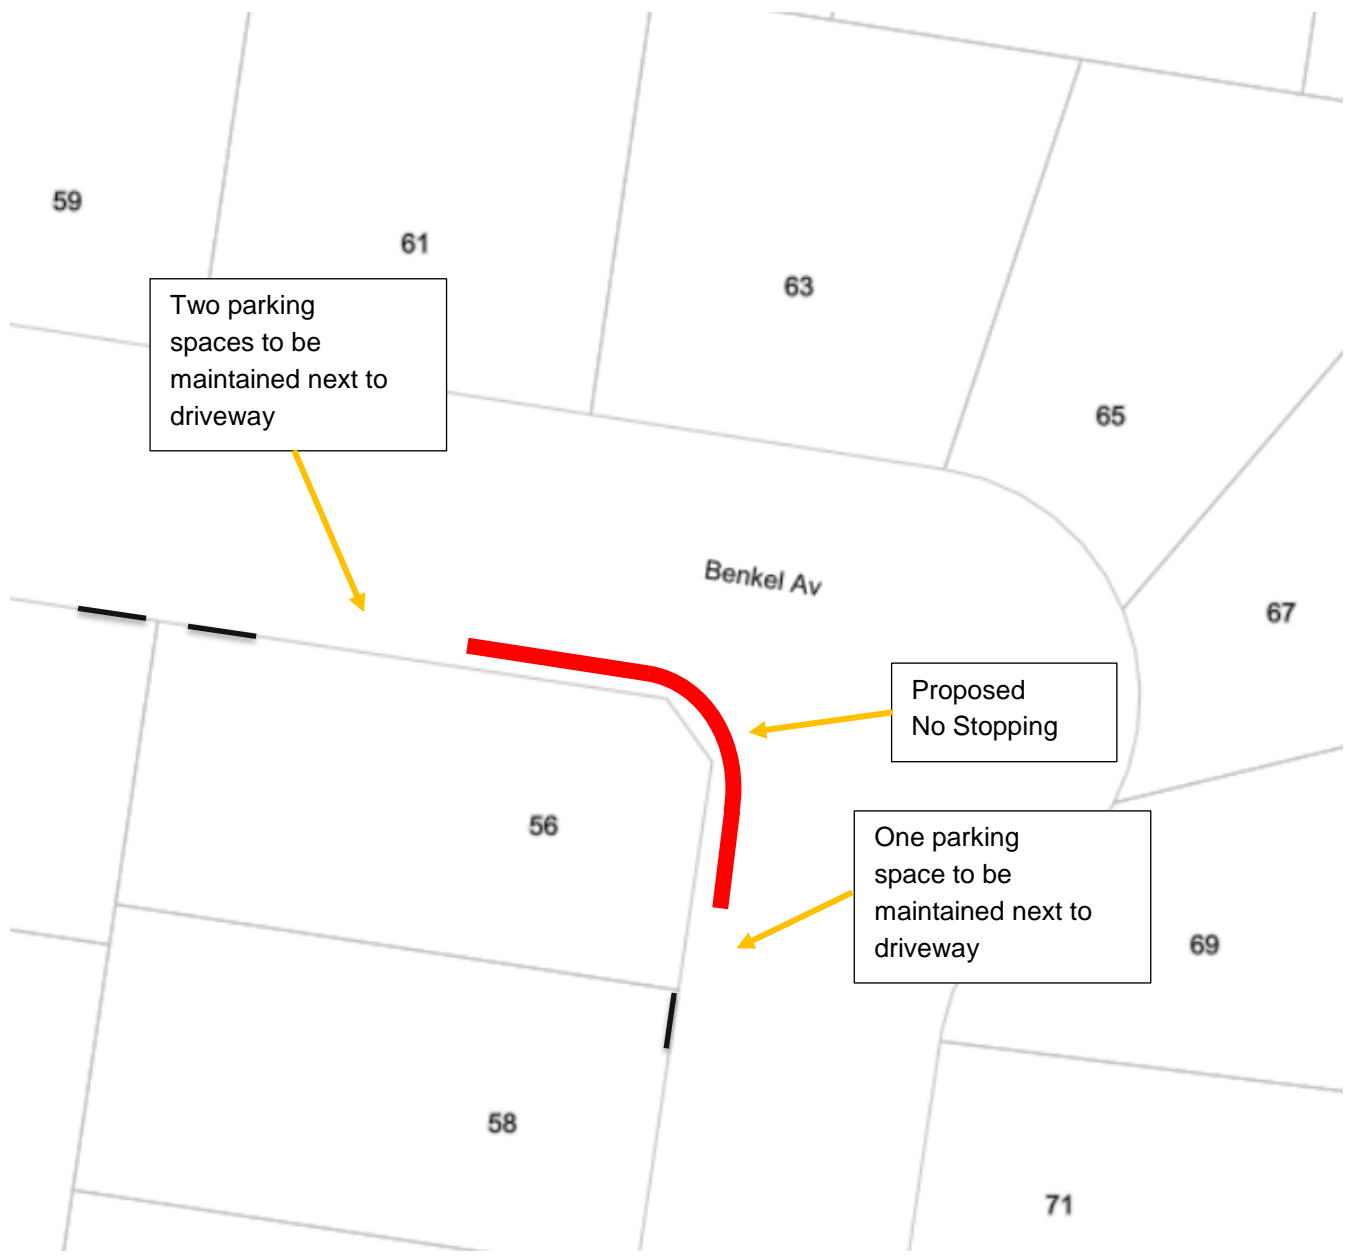 59
61
63
Two parking
spaces to be
maintained next to
driveway
65
Benkel Av
67
Proposed
No Stopping
56
One parking
space to be
maintained next to
driveway
69
58
71